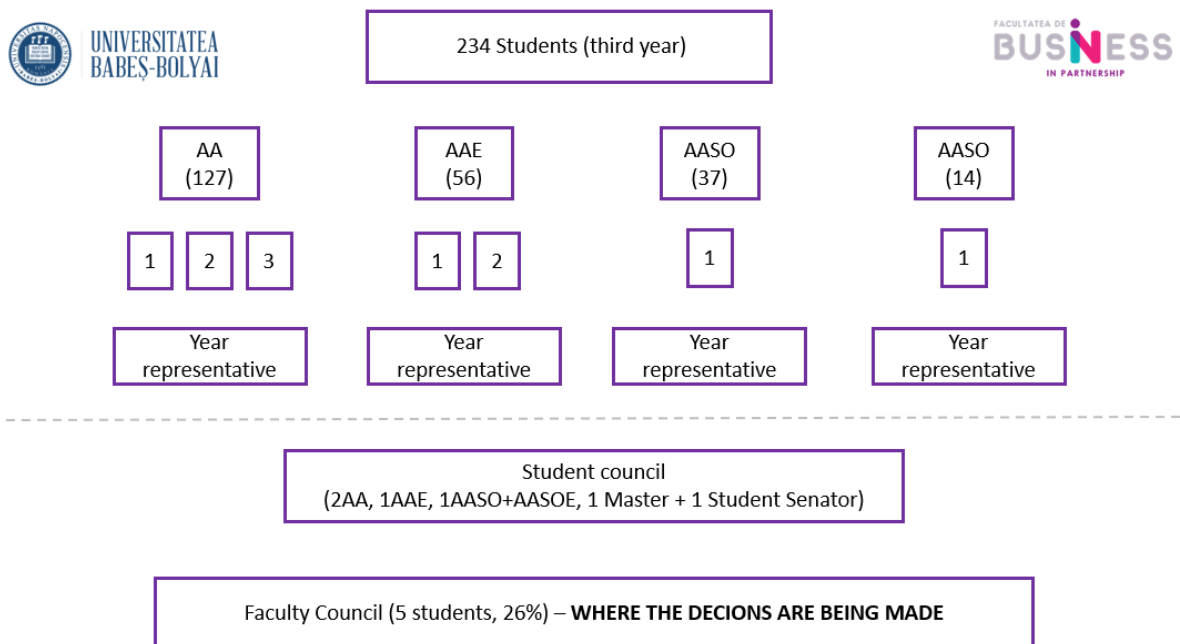 UNIVERSITATEA
BABEȘ-BOLYAI
234 Students (third year)
FACULTATEA DE
BUSINESS
IN PARTNERSHIP
AA
(127)
AAE
(56)
AASO
(37)
AASO
(14)
1
2
3
1
2
1
1
Year
representative
Year
representative
Year
representative
Year
representative
Student council
(2AA, 1AAE, 1AASO+AASOE, 1 Master + 1 Student Senator)
Faculty Council (5 students, 26%) – WHERE THE DECIONS ARE BEING MADE